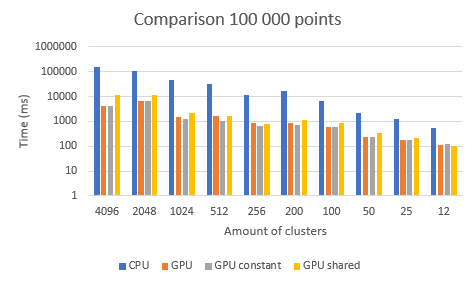 Comparison 100 000 points
1000000
100000
10000
1000
100
10
1
Time (ms)
4096 2048 1024 512 256 200 100 50 25 12
Amount of clusters
CPU GPU GPU constant GPU shared